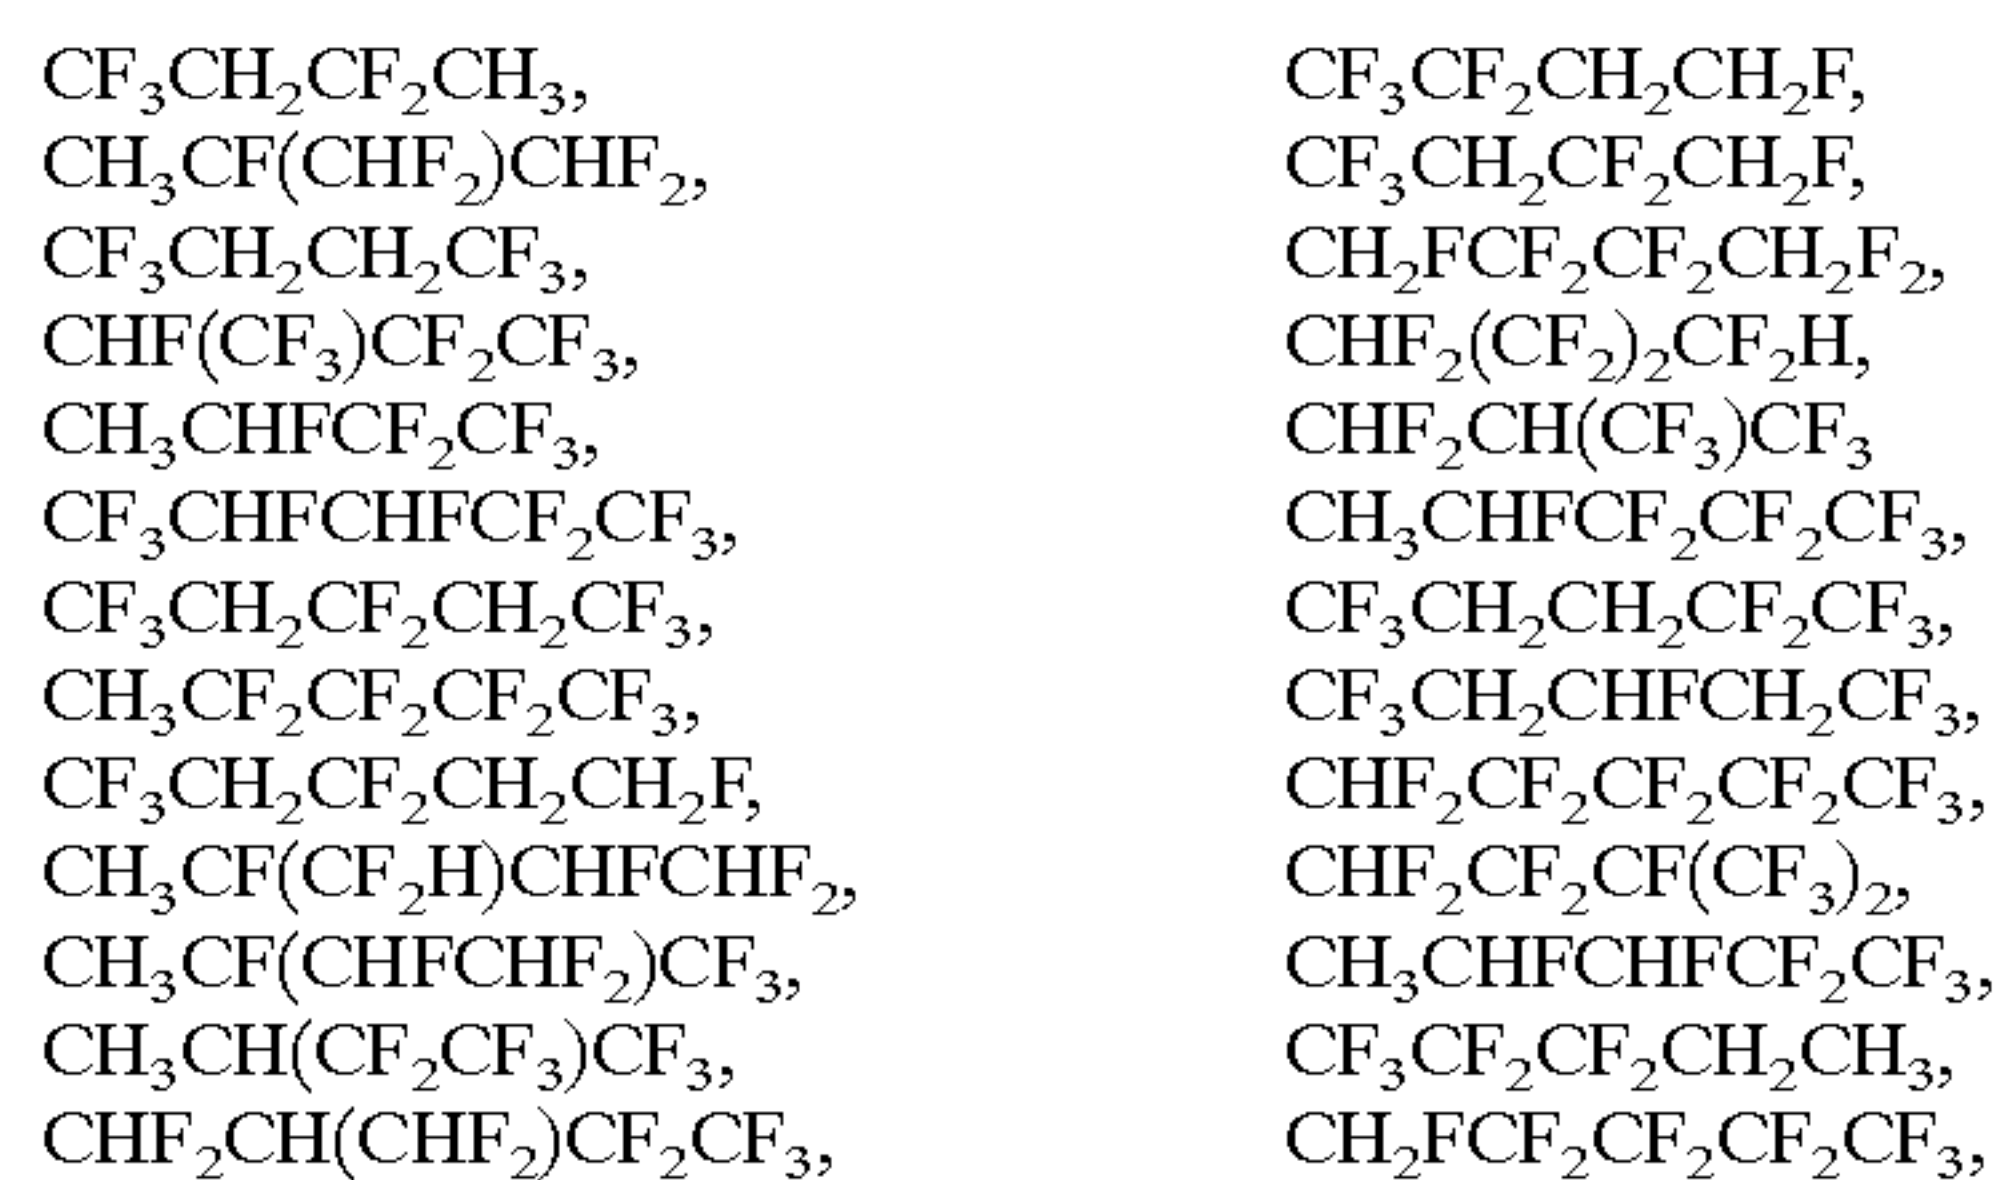 CF₃CH₂CF₂CH₃, CF₃CF₂CH₂CH₂F,
CH₃CF(CHF₂)CHF₂, CF₃CH₂CF₂CH₂F,
CF₃CH₂CH₂CF₃, CH₂FCF₂CF₂CH₂F₂,
CHF(CF₃)CF₂CF₃, CHF₂(CF₂)₂CF₂H,
CH₃CHFCF₂CF₃, CHF₂CH(CF₃)CF₃
CF₃CHFCHFCF₂CF₃, CH₃CHFCF₂CF₂CF₃,
CF₃CH₂CF₂CH₂CF₃, CF₃CH₂CH₂CF₂CF₃,
CH₃CF₂CF₂CF₂CF₃, CF₃CH₂CHFCH₂CF₃,
CF₃CH₂CF₂CH₂CH₂F, CHF₂CF₂CF₂CF₂CF₃,
CH₃CF(CF₂H)CHFCHF₂, CHF₂CF₂CF(CF₃)₂,
CH₃CF(CHFCHF₂)CF₃, CH₃CHFCHFCF₂CF₃,
CH₃CH(CF₂CF₃)CF₃, CF₃CF₂CF₂CH₂CH₃,
CHF₂CH(CHF₂)CF₂CF₃, CH₂FCF₂CF₂CF₂CF₃,